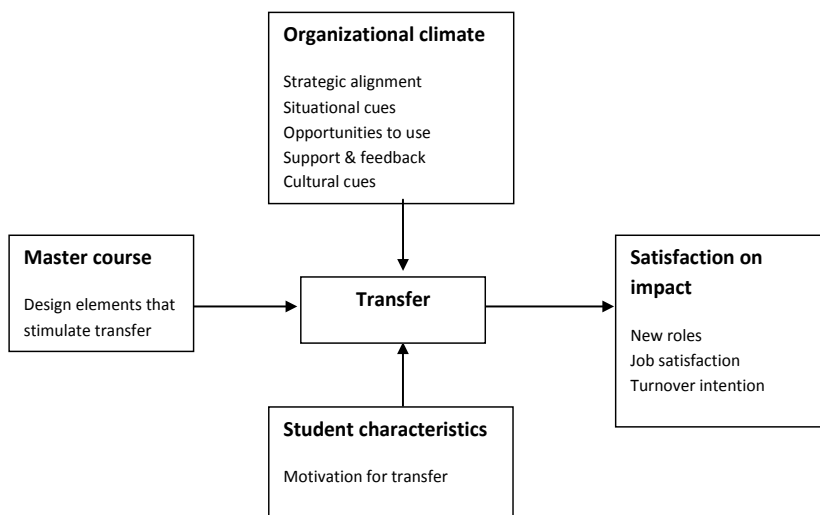 Organizational climate
Strategic alignment
Situational cues
Opportunities to use
Support & feedback
Cultural cues
Master course
Design elements that
stimulate transfer
Transfer
Satisfaction on
impact
New roles
Job satisfaction
Turnover intention
Student characteristics
Motivation for transfer